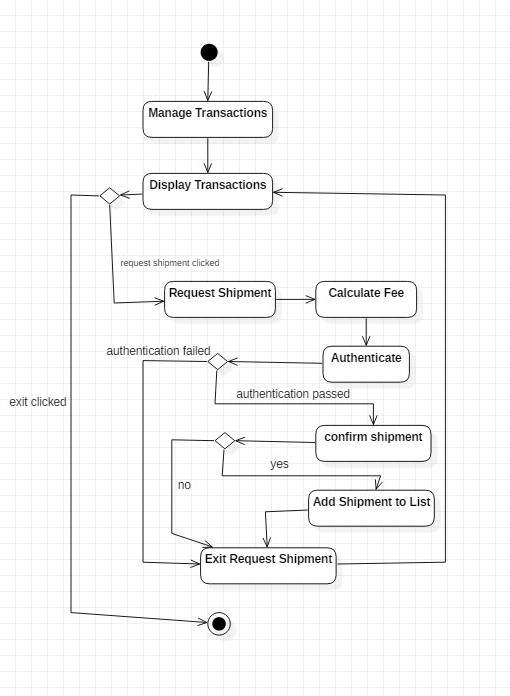 Manage Transactions
Display Transactions
request shipment clicked
Request Shipment
Calculate Fee
authentication failed
Authenticate
authentication passed
exit clicked
confirm shipment
yes
no
Add Shipment to List
Exit Request Shipment